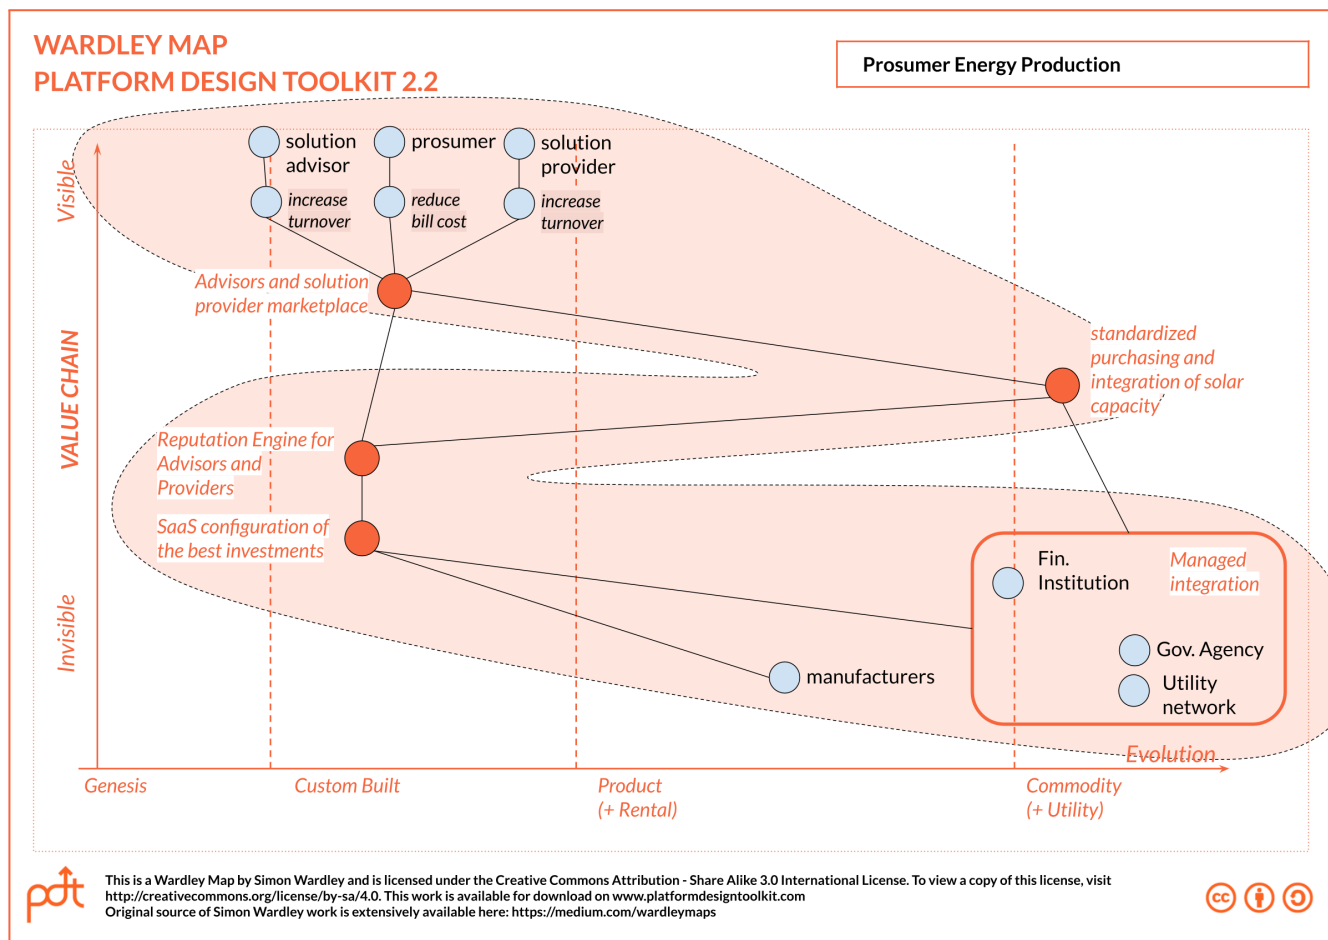 WARDLEY MAP
PLATFORM DESIGN TOOLKIT 2.2
Prosumer Energy Production
Visible
VALUE CHAIN
Invisible
solution
advisor
prosumer
solution
provider
increase
turnover
reduce
bill cost
increase
turnover
Advisors and solution
provider marketplace
standardized
purchasing and
integration of solar
capacity
Reputation Engine for
Advisors and
Providers
SaaS configuration of
the best investments
Fin.
Institution
Managed
integration
Gov. Agency
Utility
network
manufacturers
Evolution
Genesis
Custom Built
Product
(+ Rental)
Commodity
(+ Utility)
pdt
This is a Wardley Map by Simon Wardley and is licensed under the Creative Commons Attribution - Share Alike 3.0 International License. To view a copy of this license, visit
http://creativecommons.org/license/by-sa/4.0. This work is available for download on www.platformdesigntoolkit.com
Original source of Simon Wardley work is extensively available here: https://medium.com/wardleymaps
cc